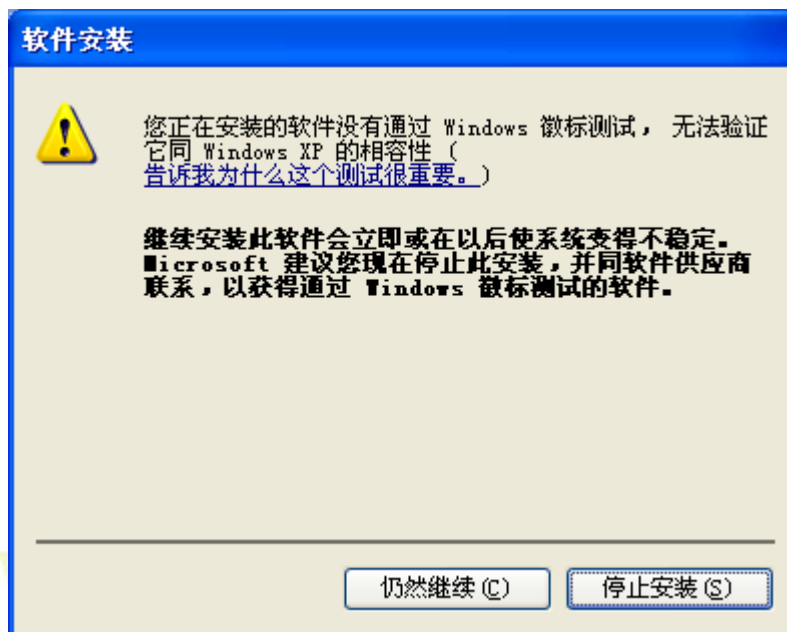 软件安装
您正在安装的软件没有通过 Windows 徽标测试， 无法验证
它同 Windows XP 的相容性 (
告诉我为什么这个测试很重要。)
继续安装此软件会立即或在以后使系统变得不稳定。
Microsoft 建议您现在停止此安装，并同软件供应商
联系，以获得通过 Windows 徽标测试的软件。
仍然继续(C)
停止安装(S)